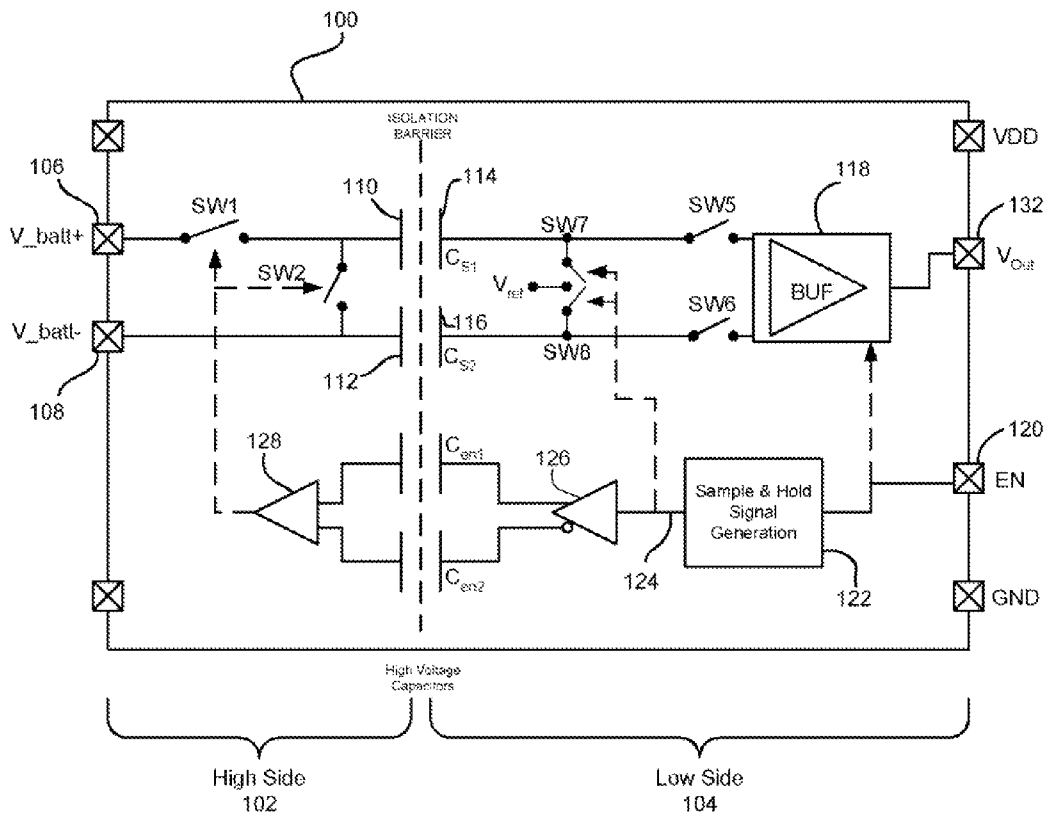 100
ISOLATION
BARRIER
VDD
106
110
114
118
132
SW1
SW5
SW7
V_batt+
SW2
C_S1
V_ref
BUF
V_Out
SW6
V_batt-
116
SW8
112
C_S2
108
120
128
C_en1
126
EN
Sample & Hold
Signal
Generation
124
C_en2
122
GND
High Voltage
Capacitors
High Side
102
Low Side
104